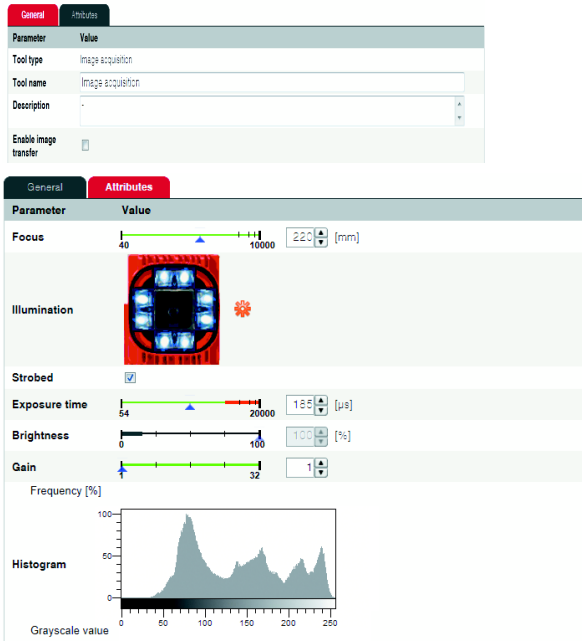 General Attributes
Parameter Value
Tool type Image acquisition
Tool name Image acquisition
Description -
Enable image
transfer
General Attributes
Parameter Value
Focus 40 10000 220 [mm]
Illumination
Strobed
Exposure time 54 20000 185 [µs]
Brightness 0 100 100 [%]
Gain 1 32 1
Frequency [%]
100
50
Histogram
0
0 50 100 150 200 250
Grayscale value